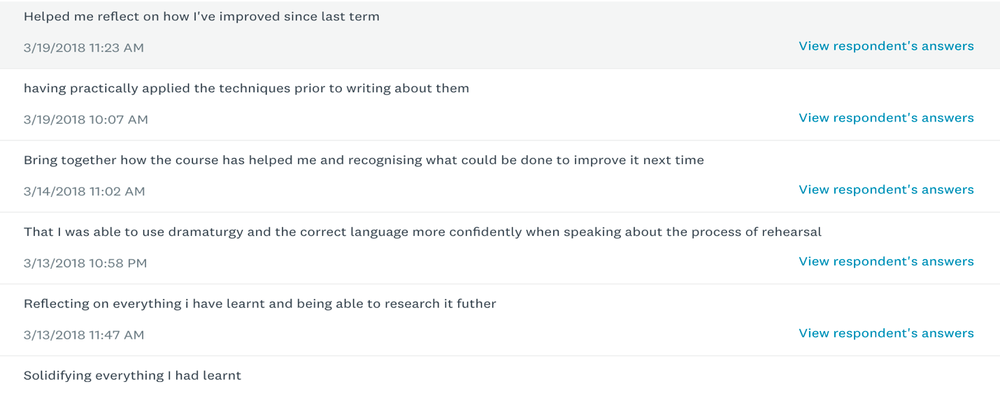 Helped me reflect on how I've improved since last term
3/19/2018 11:23 AM
View respondent's answers
having practically applied the techniques prior to writing about them
3/19/2018 10:07 AM
View respondent's answers
Bring together how the course has helped me and recognising what could be done to improve it next time
3/14/2018 11:02 AM
View respondent's answers
That I was able to use dramaturgy and the correct language more confidently when speaking about the process of rehearsal
3/13/2018 10:58 PM
View respondent's answers
Reflecting on everything i have learnt and being able to research it futher
3/13/2018 11:47 AM
View respondent's answers
Solidifying everything I had learnt